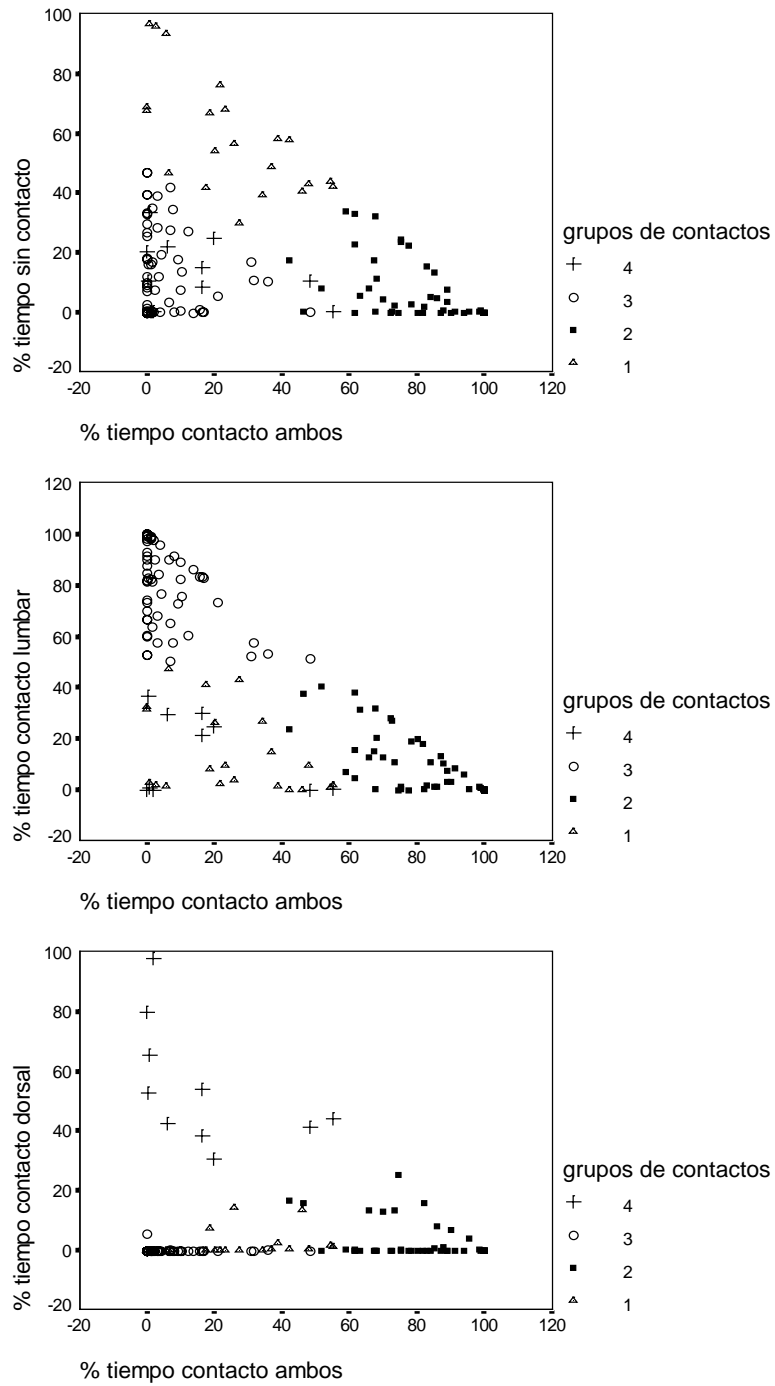 100
80
60
40
20
0
-20
% tiempo sin contacto
-20 0 20 40 60 80 100 120
% tiempo contacto ambos
grupos de contactos
4
3
2
1
120
100
80
60
40
20
0
-20
% tiempo contacto lumbar
-20 0 20 40 60 80 100 120
% tiempo contacto ambos
grupos de contactos
4
3
2
1
100
80
60
40
20
0
-20
% tiempo contacto dorsal
-20 0 20 40 60 80 100 120
% tiempo contacto ambos
grupos de contactos
4
3
2
1